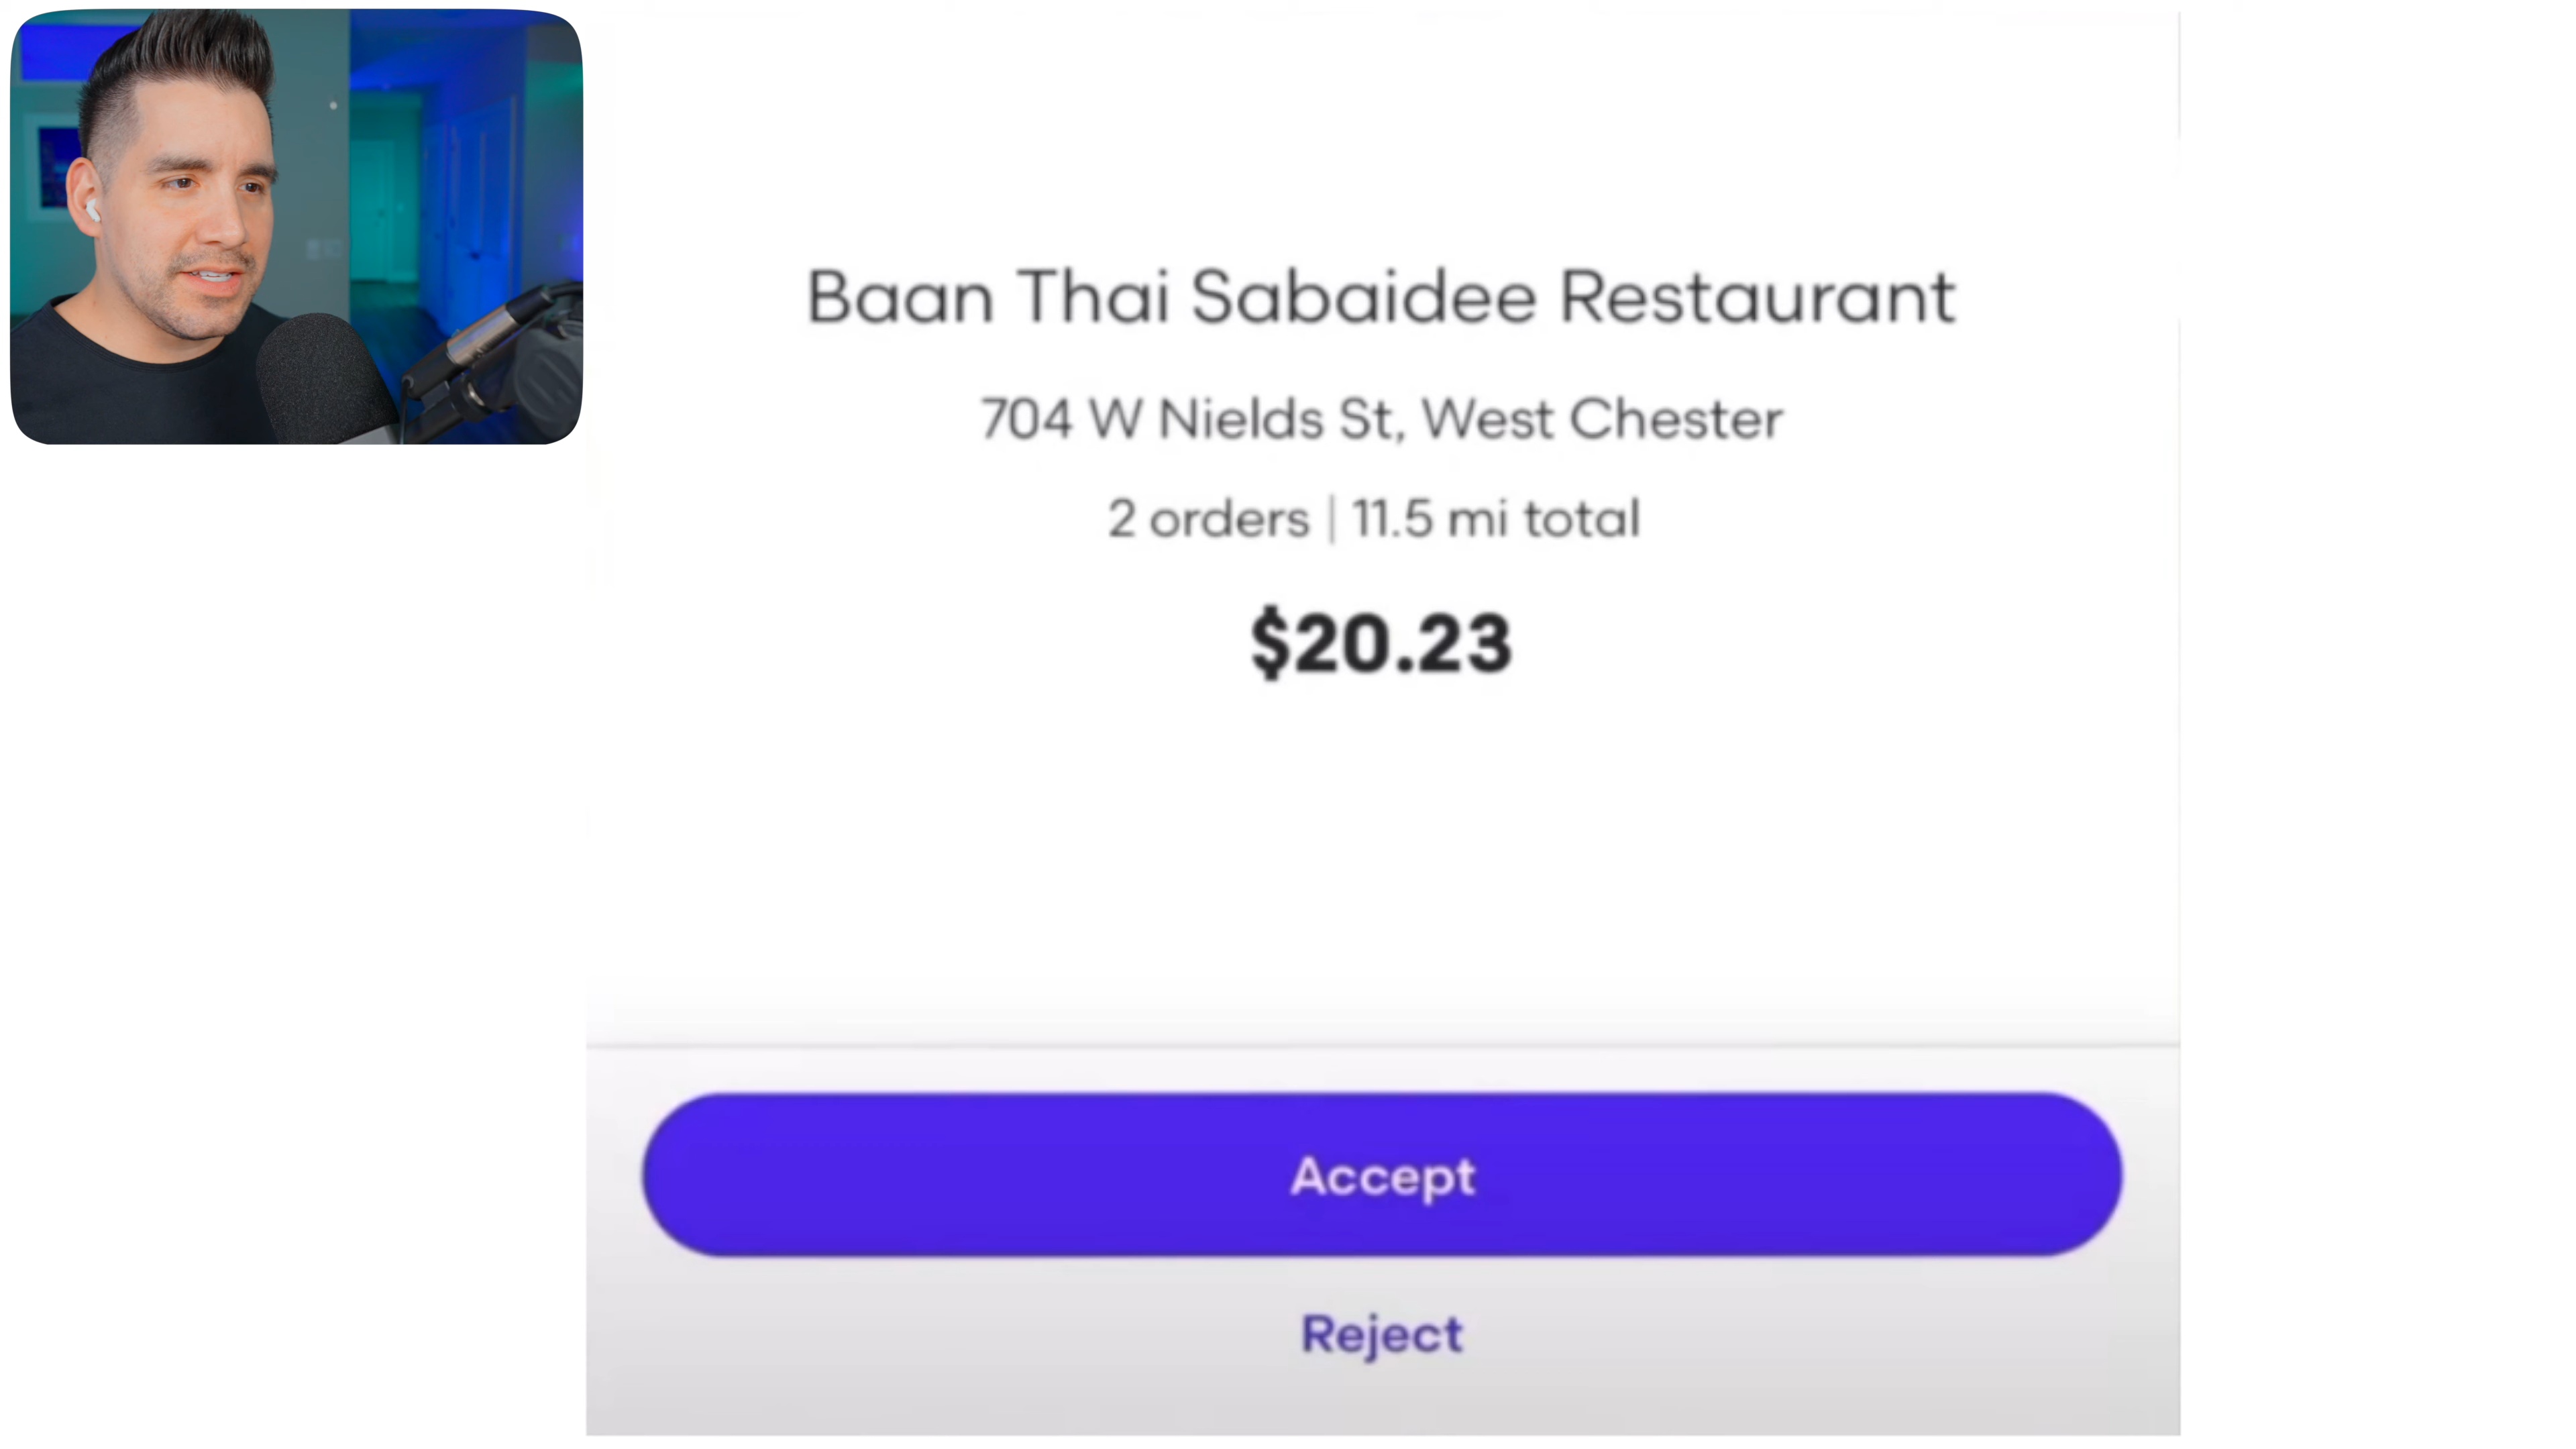 Baan Thai Sabaidee Restaurant
704 W Nields St, West Chester
2 orders | 11.5 mi total
$20.23
Accept
Reject